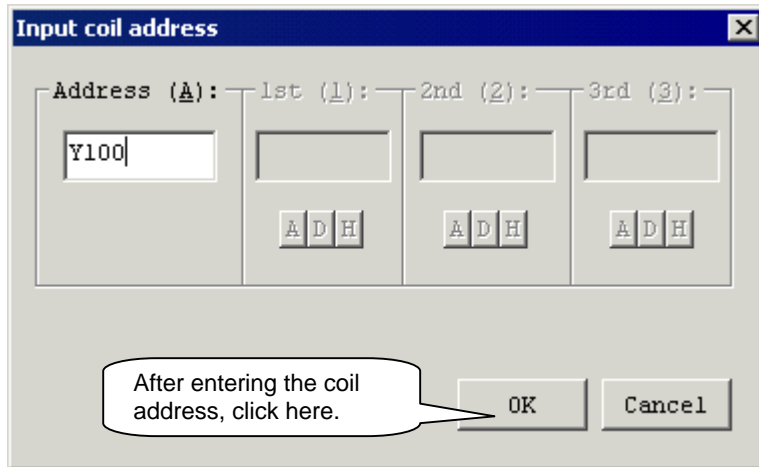 Input coil address
Address (A): 1st (1): 2nd (2): 3rd (3):
Y100
A D H A D H A D H
After entering the coil
address, click here.
OK Cancel